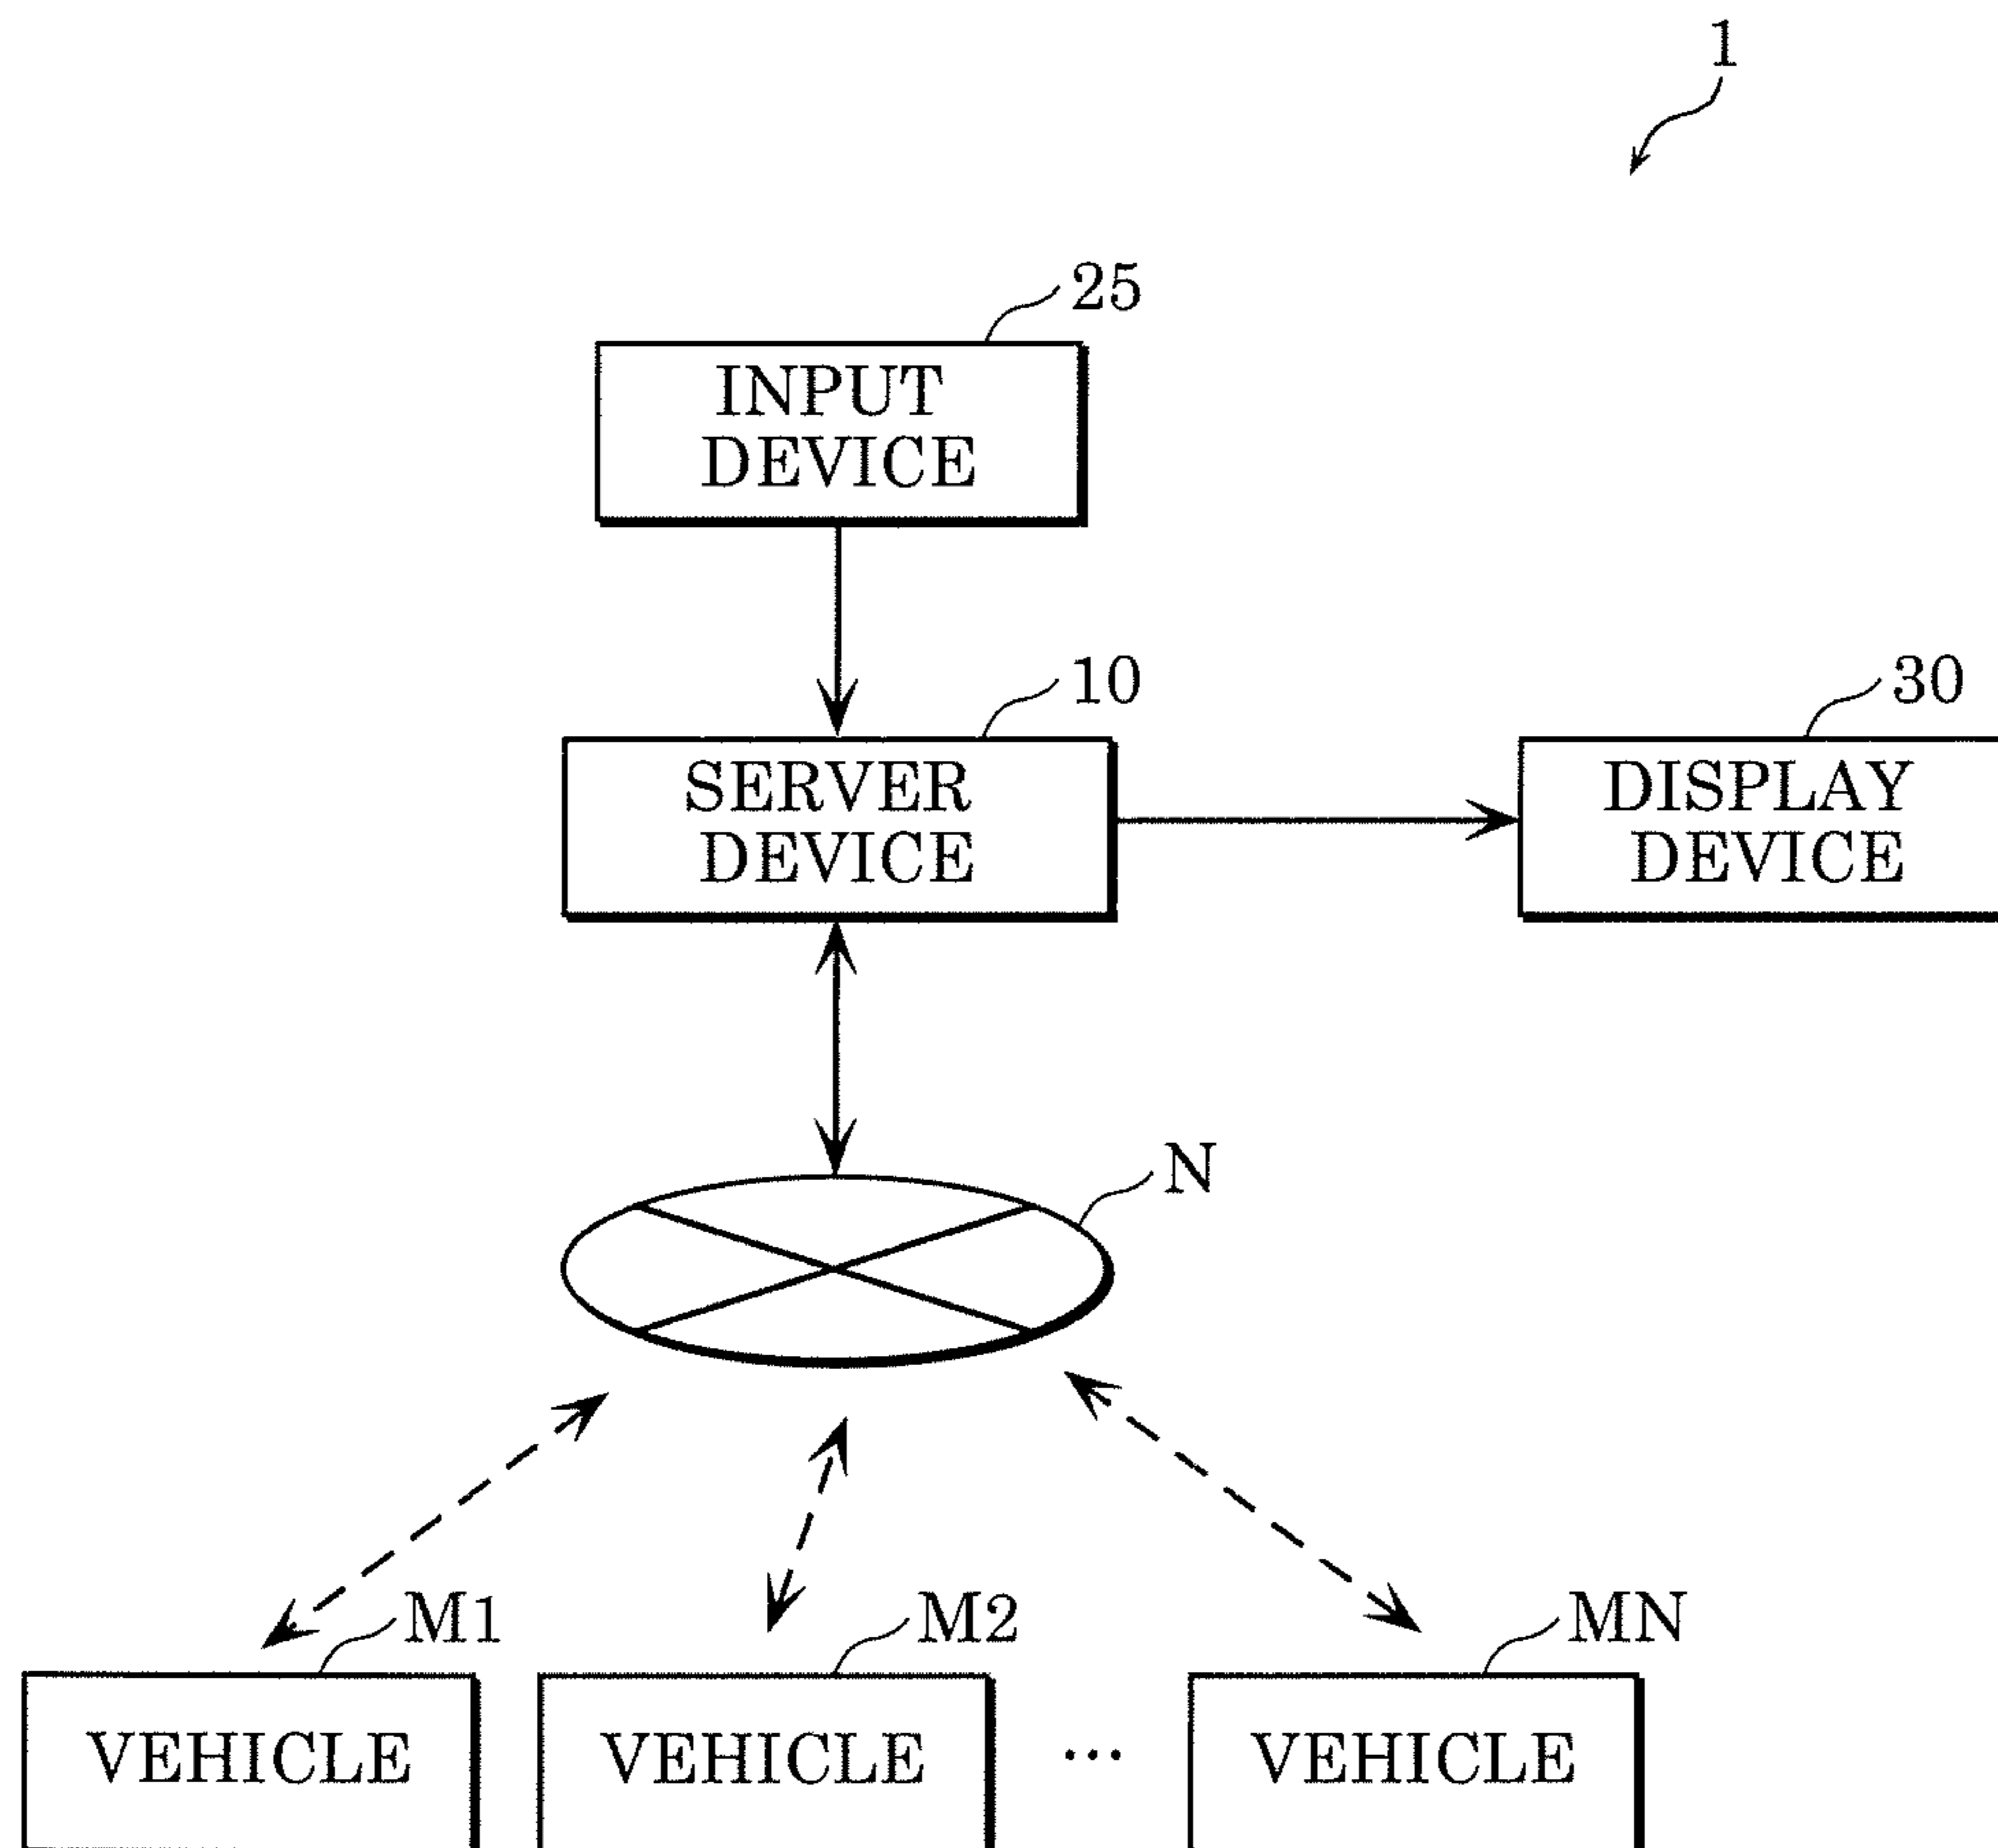 1
25
INPUT
DEVICE
10
30
SERVER
DEVICE
DISPLAY
DEVICE
N
M1
M2
MN
VEHICLE
VEHICLE
...
VEHICLE